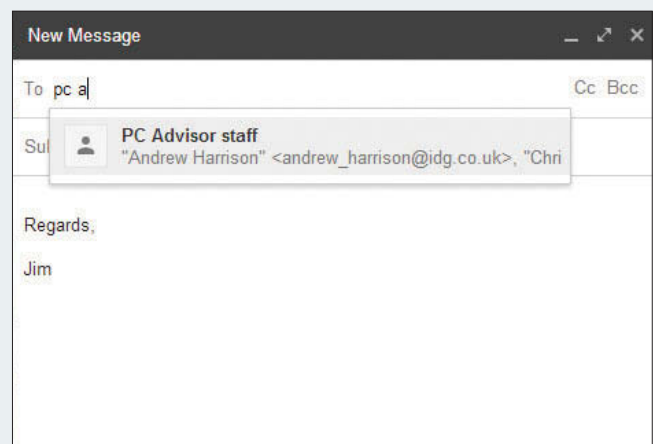 New Message
To pc a Cc Bcc
PC Advisor staff
Sul "Andrew Harrison" <andrew_harrison@idg.co.uk>, "Chri
Regards,
Jim